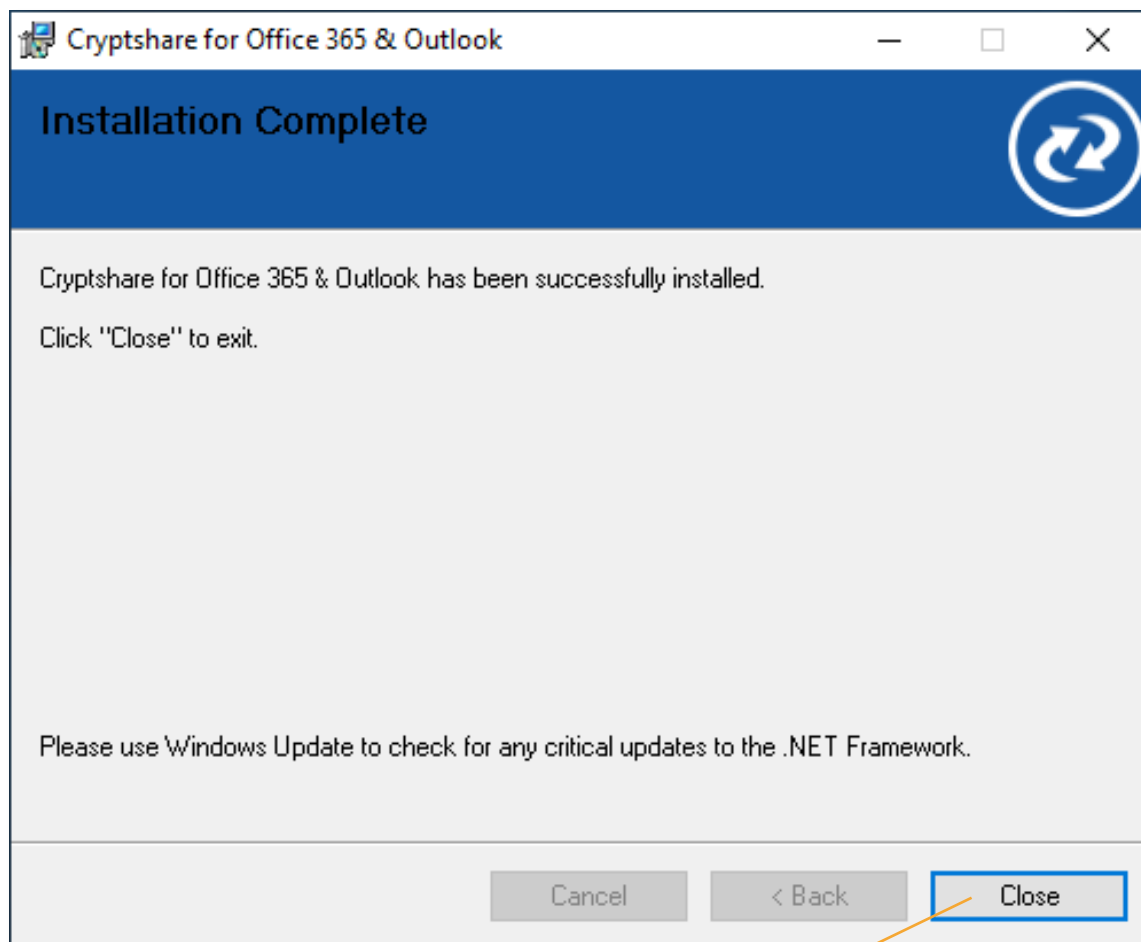 Cryptshare for Office 365 & Outlook
Installation Complete
Cryptshare for Office 365 & Outlook has been successfully installed.
Click "Close" to exit.
Please use Windows Update to check for any critical updates to the .NET Framework.
Cancel
< Back
Close